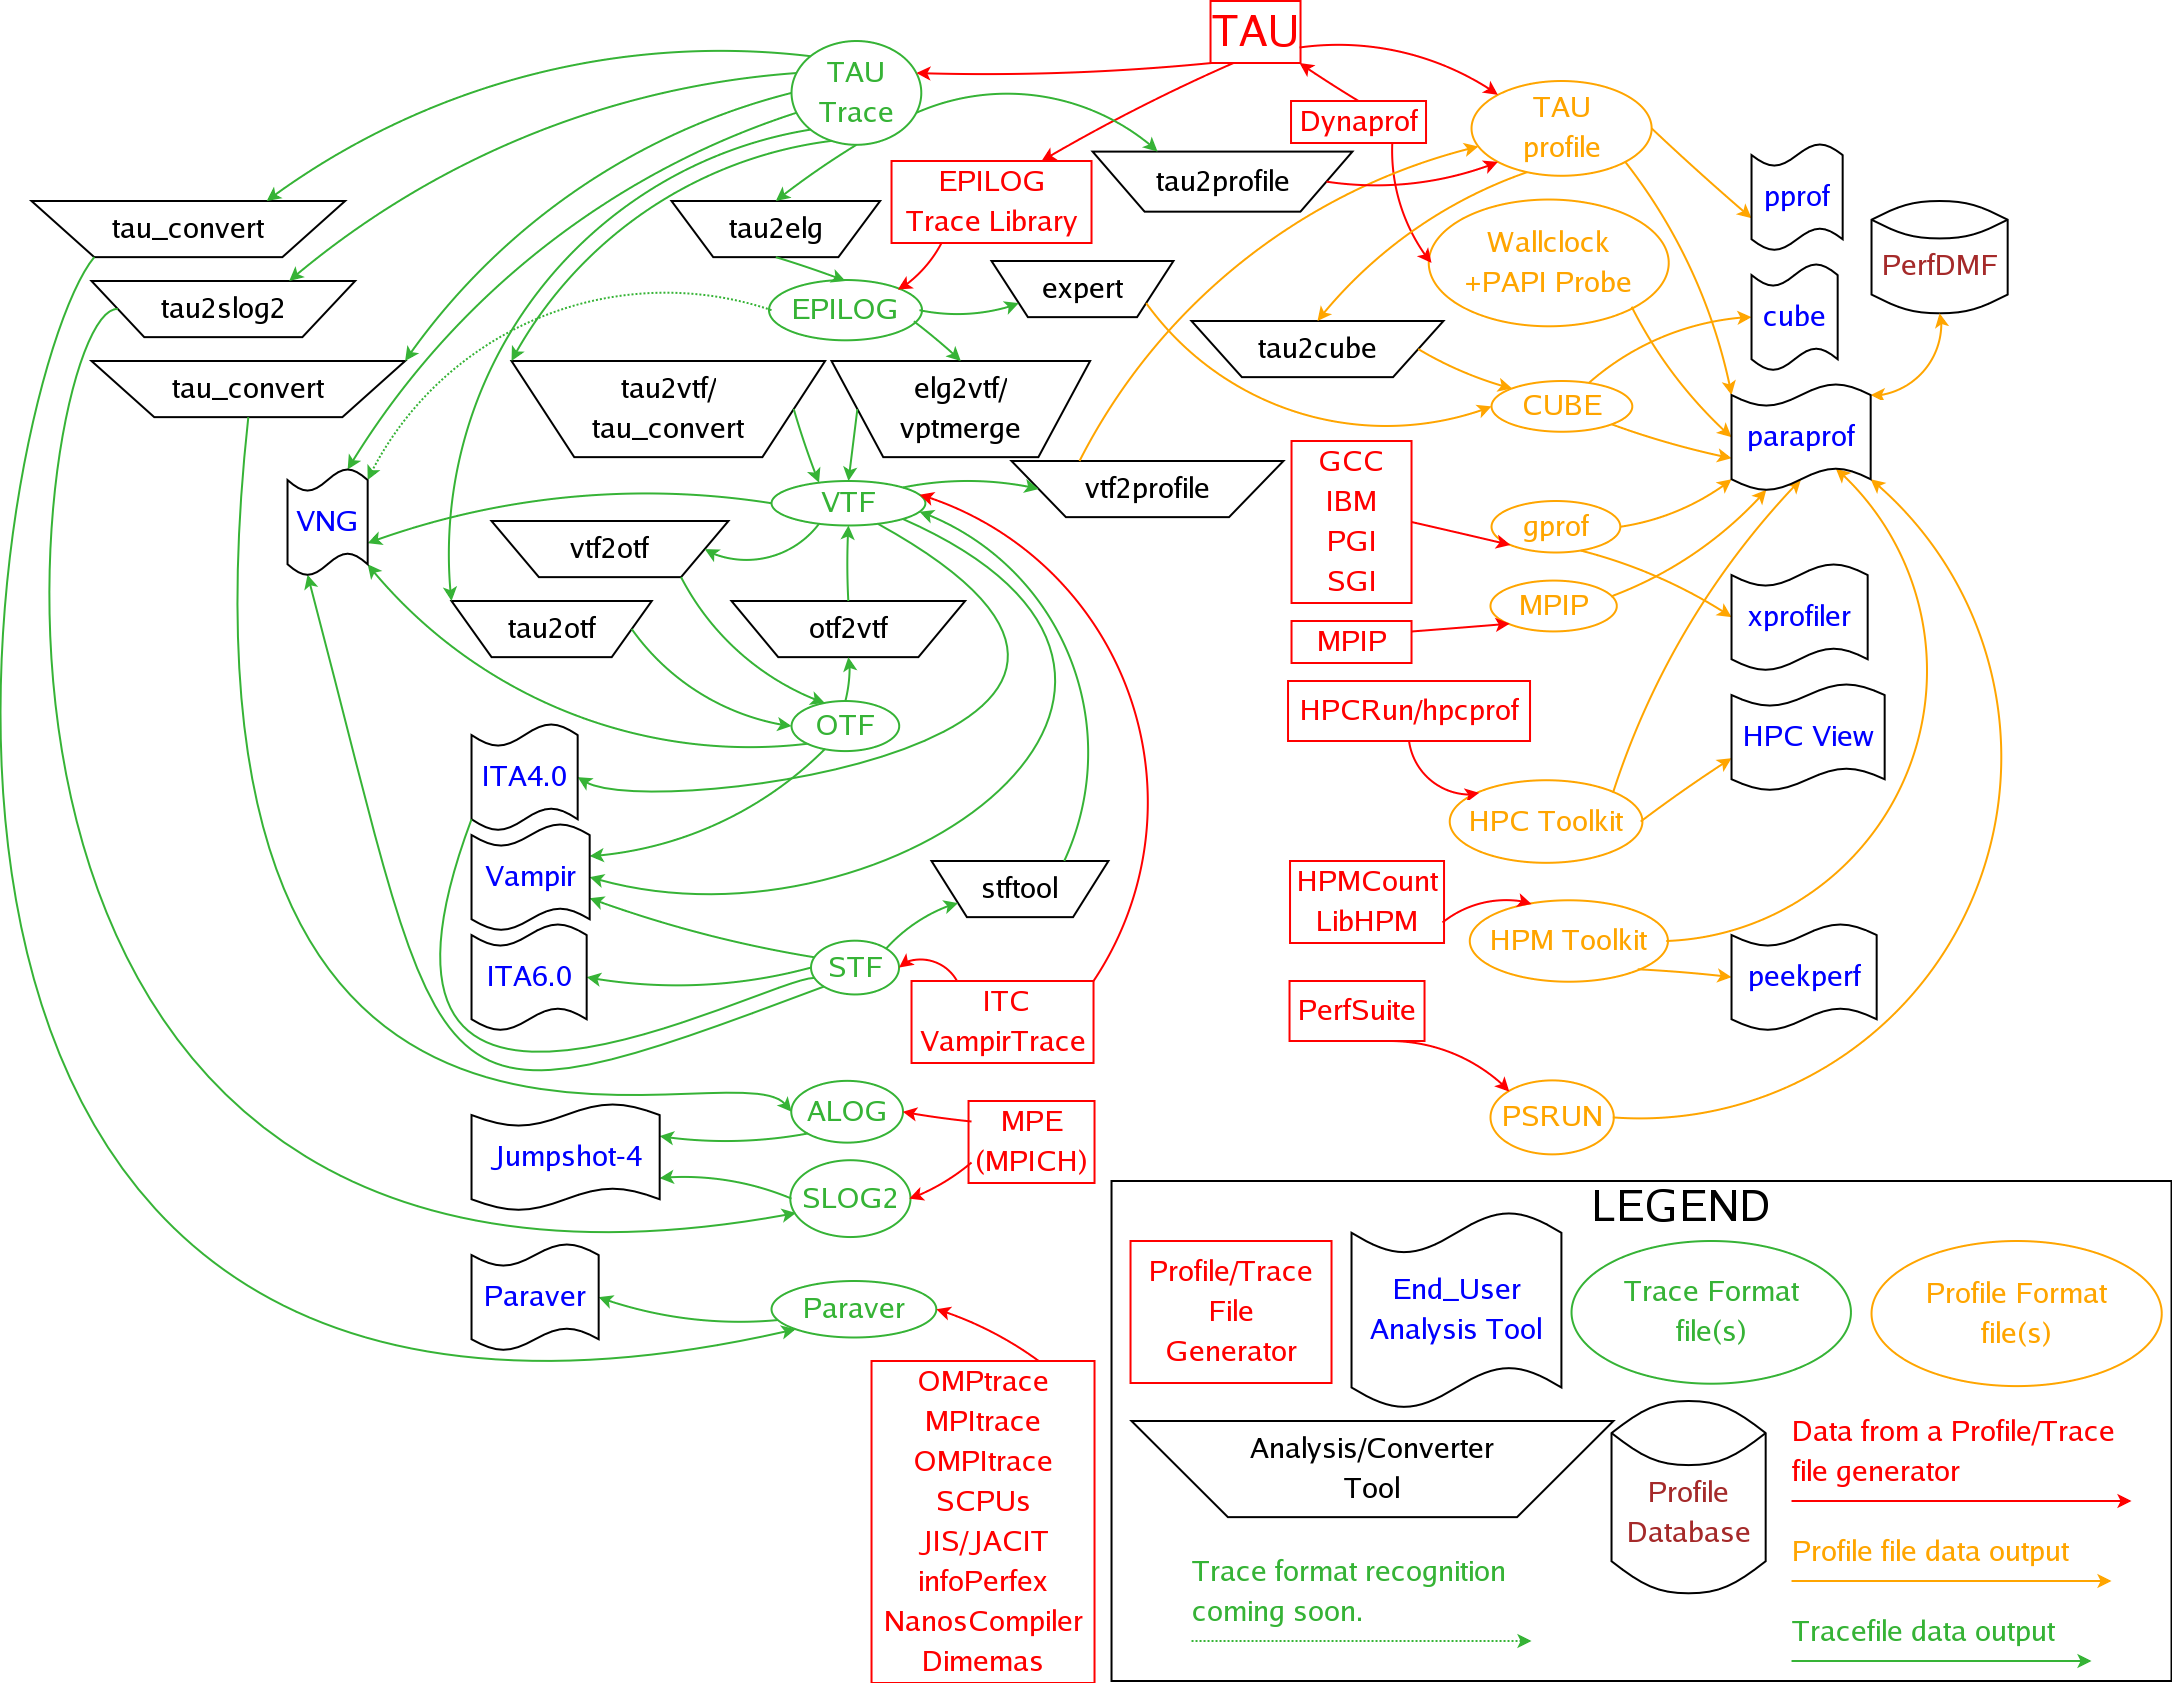 TAU
TAU
Trace
Dynaprof
TAU
profile
EPILOG
Trace Library
tau2profile
pprof
tau_convert
tau2elg
Wallclock
+PAPI Probe
PerfDMF
tau2slog2
EPILOG
expert
cube
tau_convert
tau2vtf/
tau_convert
elg2vtf/
vptmerge
tau2cube
CUBE
paraprof
VNG
VTF
vtf2profile
GCC
IBM
PGI
SGI
gprof
vtf2otf
tau2otf
otf2vtf
MPIP
MPIP
xprofiler
OTF
HPCRun/hpcprof
HPC View
ITA4.0
HPC Toolkit
Vampir
stftool
HPMCount
LibHPM
HPM Toolkit
ITA6.0
STF
peekperf
ITC
VampirTrace
PerfSuite
ALOG
MPE
(MPICH)
PSRUN
Jumpshot-4
SLOG2
Paraver
Paraver
OMPtrace
MPItrace
OMPItrace
SCPUs
JIS/JACIT
infoPerfex
NanosCompiler
Dimemas
LEGEND
Profile/Trace
File
Generator
End_User
Analysis Tool
Trace Format
file(s)
Profile Format
file(s)
Analysis/Converter
Tool
Profile
Database
Data from a Profile/Trace
file generator
Profile file data output
Trace format recognition
coming soon.
Tracefile data output